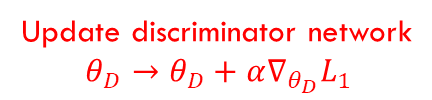 Update discriminator network
𝜃_𝐷 → 𝜃_𝐷 + 𝛼∇_{𝜃_𝐷} 𝐿_1